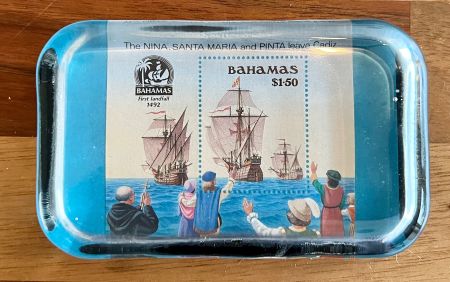 The NINA, SANTA MARIA and PINTA leave Cadiz
BAHAMAS
First landfall
1492
BAHAMAS
$1·50